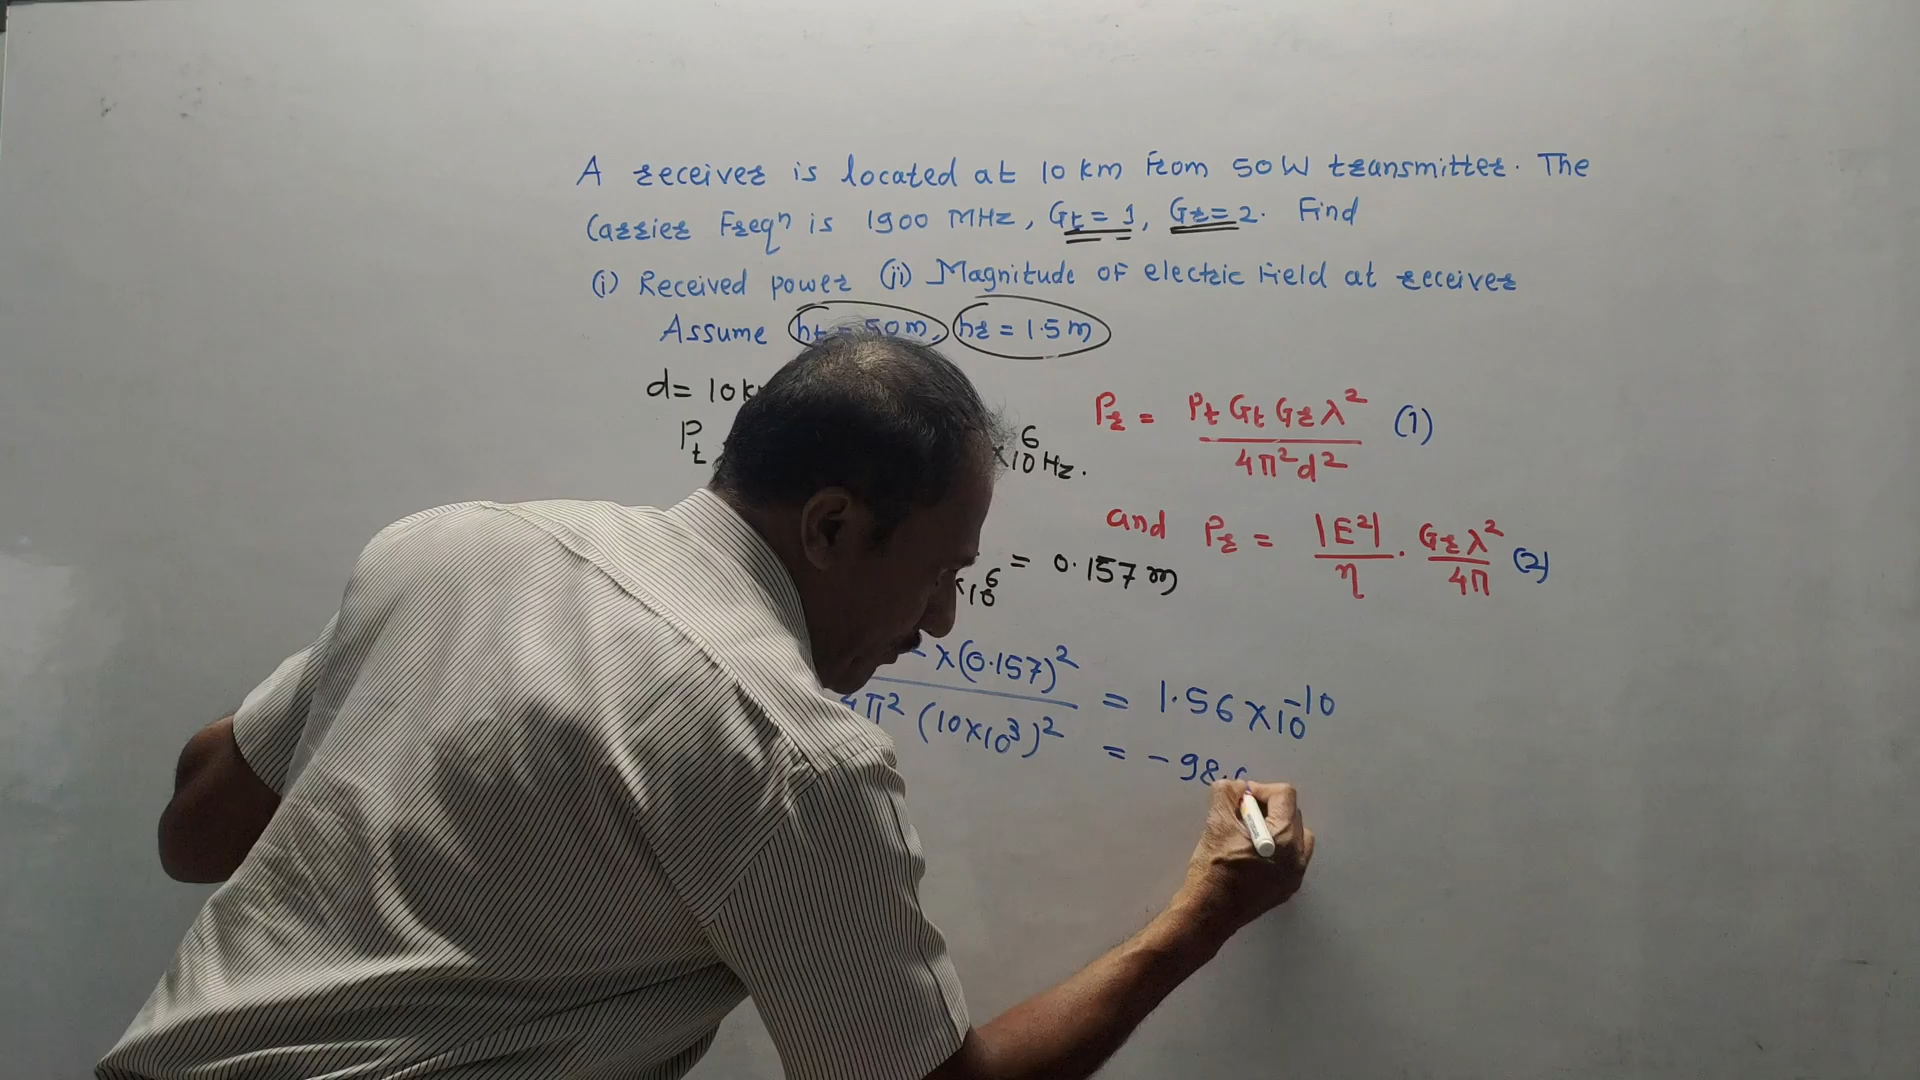 A receiver is located at 10 km from 50W transmitter. The
Carrier Freqⁿ is 1900 MHz, Gt = 1, Gr = 2. Find
(i) Received power (ii) Magnitude of electric field at receiver
Assume ht = 50m, hr = 1.5 m
d = 10 k
Pt
×10⁶ Hz.
Pr = Pt Gt Gr λ² / 4π²d² (1)
and Pr = |E²| / η . Gr λ² / 4π (2)
×10⁶ = 0.157 m
×(0.157)² / 4π² (10×10³)² = 1.56 ×10⁻¹⁰
= -98.